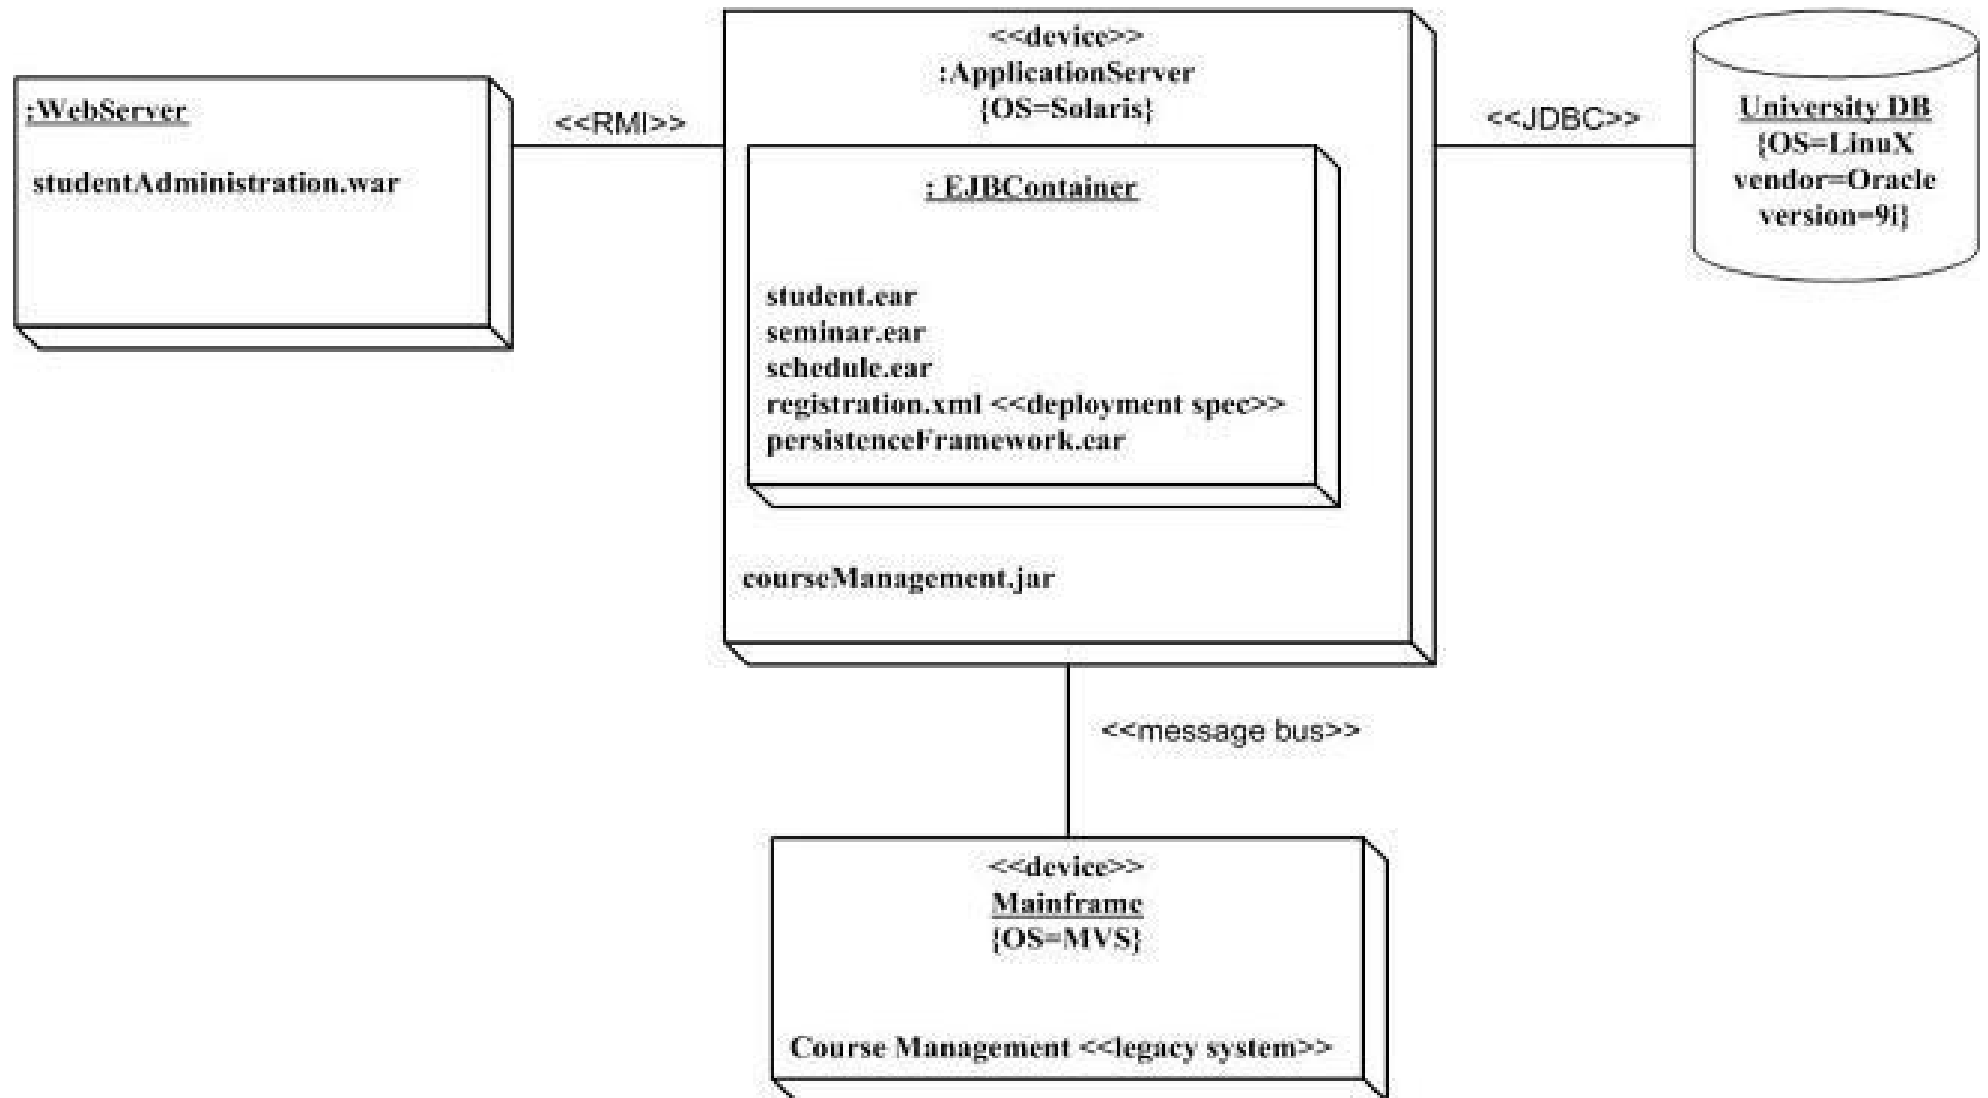 :WebServer
studentAdministration.war
<<RMI>>
<<device>>
:ApplicationServer
{OS=Solaris}
: EJBContainer
student.ear
seminar.ear
schedule.ear
registration.xml <<deployment spec>>
persistenceFramework.ear
courseManagement.jar
<<JDBC>>
University DB
{OS=LinuX
vendor=Oracle
version=9i}
<<message bus>>
<<device>>
Mainframe
{OS=MVS}
Course Management <<legacy system>>